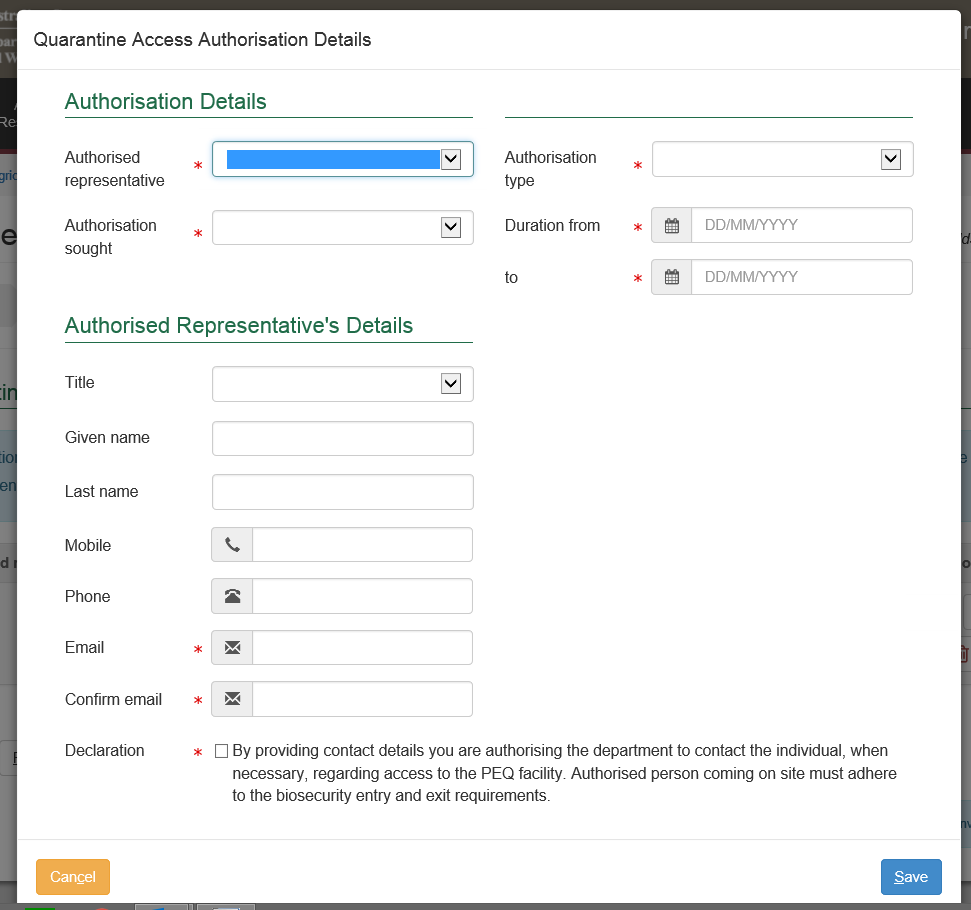 Quarantine Access Authorisation Details
Authorisation Details
Authorised
representative
*
Authorisation
type
*
Authorisation
sought
*
Duration from
*
DD/MM/YYYY
to
*
DD/MM/YYYY
Authorised Representative's Details
Title
Given name
Last name
Mobile
Phone
Email
*
Confirm email
*
Declaration
*
By providing contact details you are authorising the department to contact the individual, when
necessary, regarding access to the PEQ facility. Authorised person coming on site must adhere
to the biosecurity entry and exit requirements.
Cancel
Save